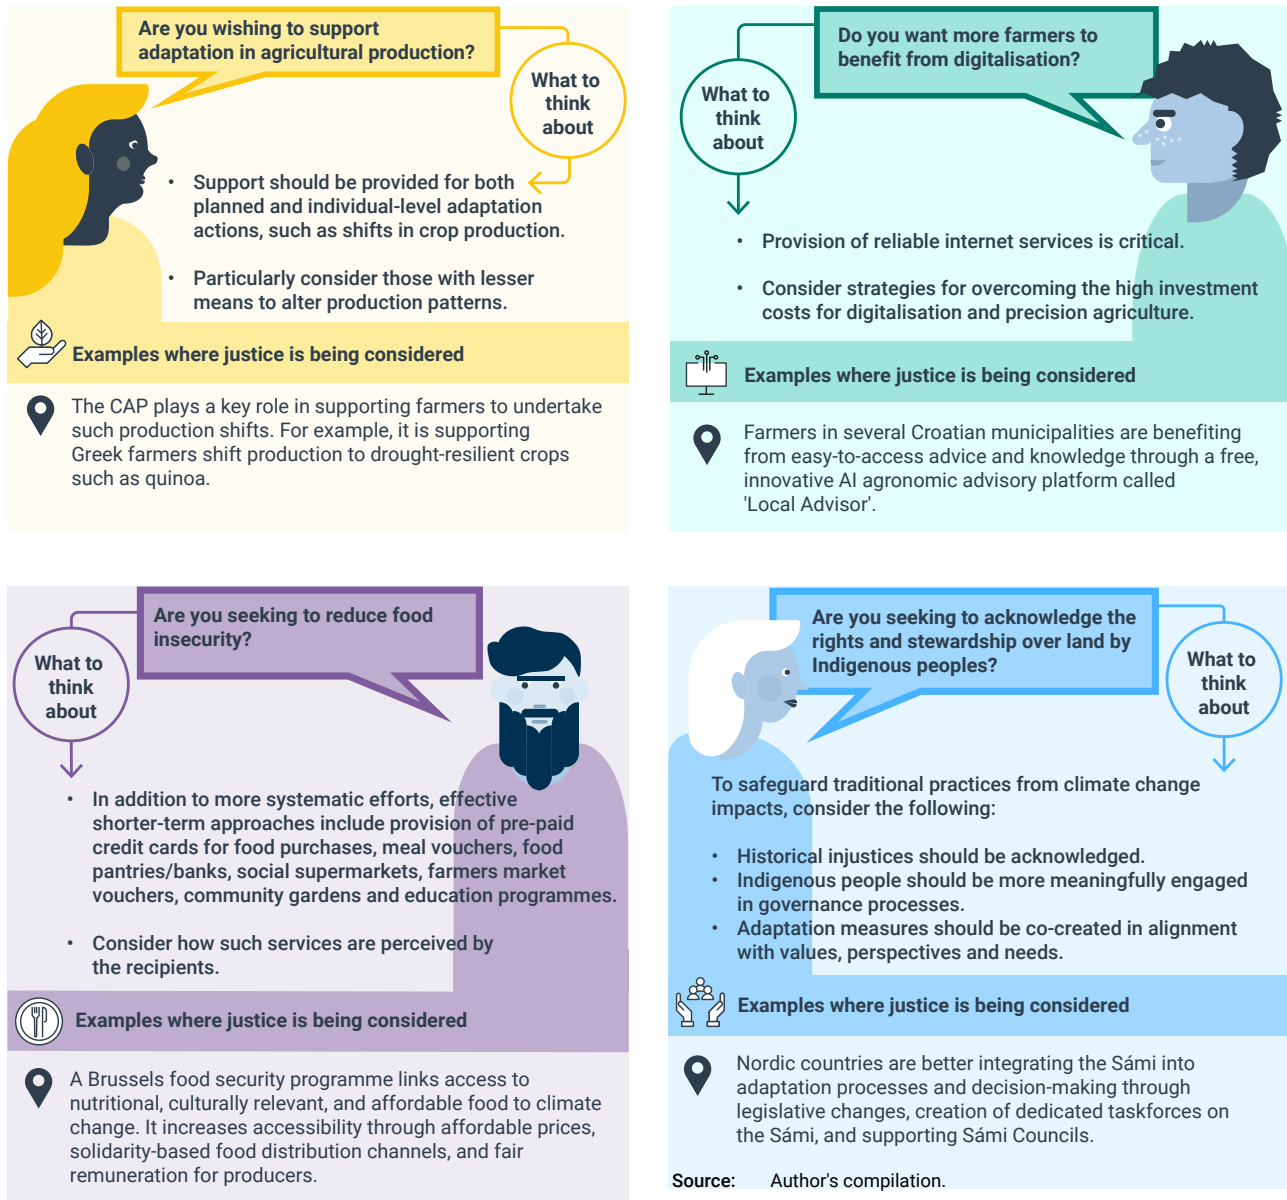 Are you wishing to support
adaptation in agricultural production?
What to
think
about
• Support should be provided for both
planned and individual-level adaptation
actions, such as shifts in crop production.
• Particularly consider those with lesser
means to alter production patterns.
Examples where justice is being considered
The CAP plays a key role in supporting farmers to undertake
such production shifts. For example, it is supporting
Greek farmers shift production to drought-resilient crops
such as quinoa.
Do you want more farmers to
benefit from digitalisation?
What to
think
about
• Provision of reliable internet services is critical.
• Consider strategies for overcoming the high investment
costs for digitalisation and precision agriculture.
Examples where justice is being considered
Farmers in several Croatian municipalities are benefiting
from easy-to-access advice and knowledge through a free,
innovative AI agronomic advisory platform called
'Local Advisor'.
Are you seeking to reduce food
insecurity?
What to
think
about
• In addition to more systematic efforts, effective
shorter-term approaches include provision of pre-paid
credit cards for food purchases, meal vouchers, food
pantries/banks, social supermarkets, farmers market
vouchers, community gardens and education programmes.
• Consider how such services are perceived by
the recipients.
Examples where justice is being considered
A Brussels food security programme links access to
nutritional, culturally relevant, and affordable food to climate
change. It increases accessibility through affordable prices,
solidarity-based food distribution channels, and fair
remuneration for producers.
Are you seeking to acknowledge the
rights and stewardship over land by
Indigenous peoples?
What to
think
about
To safeguard traditional practices from climate change
impacts, consider the following:
• Historical injustices should be acknowledged.
• Indigenous people should be more meaningfully engaged
in governance processes.
• Adaptation measures should be co-created in alignment
with values, perspectives and needs.
Examples where justice is being considered
Nordic countries are better integrating the Sámi into
adaptation processes and decision-making through
legislative changes, creation of dedicated taskforces on
the Sámi, and supporting Sámi Councils.
Source: Author's compilation.